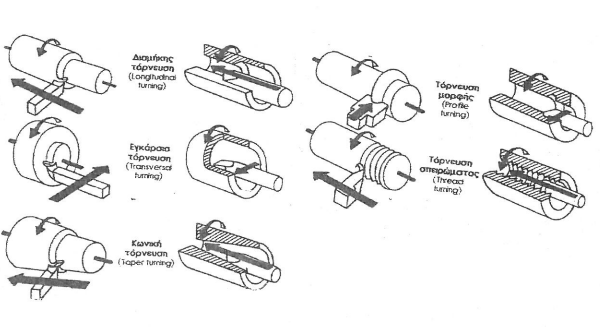 Διαμήκης
τόρνευση
(Longitudinal
turning)
Εγκάρσια
τόρνευση
(Transversal
turning)
Κωνική
τόρνευση
(Taper turning)
Τόρνευση
μορφής
(Profile
turning)
Τόρνευση
σπειρώματος
(Thread
turning)